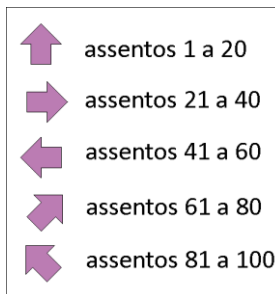 assentos 1 a 20
assentos 21 a 40
assentos 41 a 60
assentos 61 a 80
assentos 81 a 100